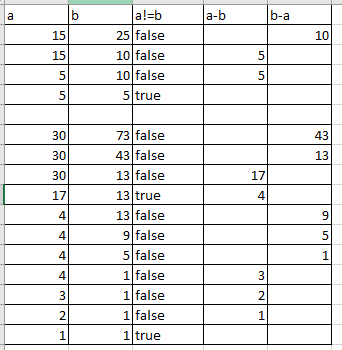 a b a!=b a-b b-a
15 25 false 10
15 10 false 5
5 10 false 5
5 5 true
30 73 false 43
30 43 false 13
30 13 false 17
17 13 true 4
4 13 false 9
4 9 false 5
4 5 false 1
4 1 false 3
3 1 false 2
2 1 false 1
1 1 true